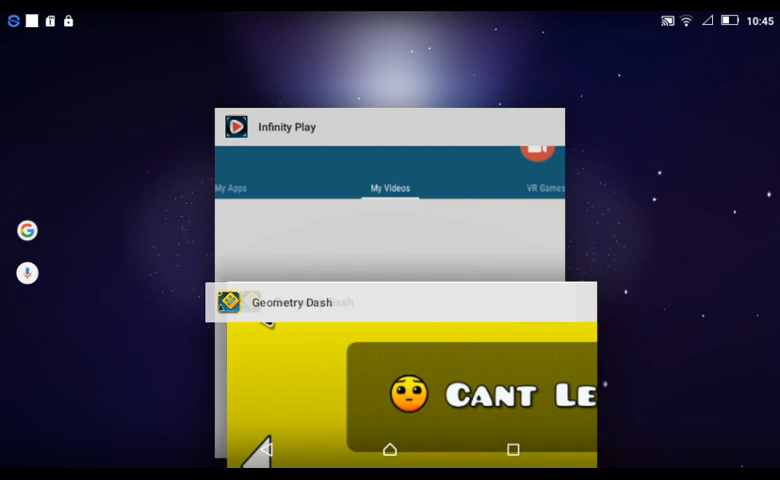 10:45
Infinity Play
My Apps
My Videos
VR Games
Geometry Dash
CANT LE